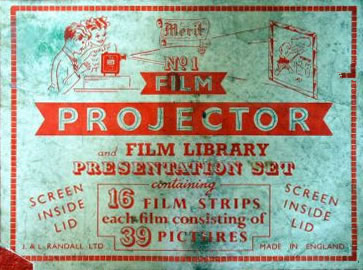 Merit
No1
FILM
PROJECTOR
and FILM LIBRARY
PRESENTATION SET
containing
16 FILM STRIPS
each film consisting of
39 PICTURES
SCREEN
INSIDE
LID
SCREEN
INSIDE
LID
J. & L. RANDALL LTD
MADE IN ENGLAND